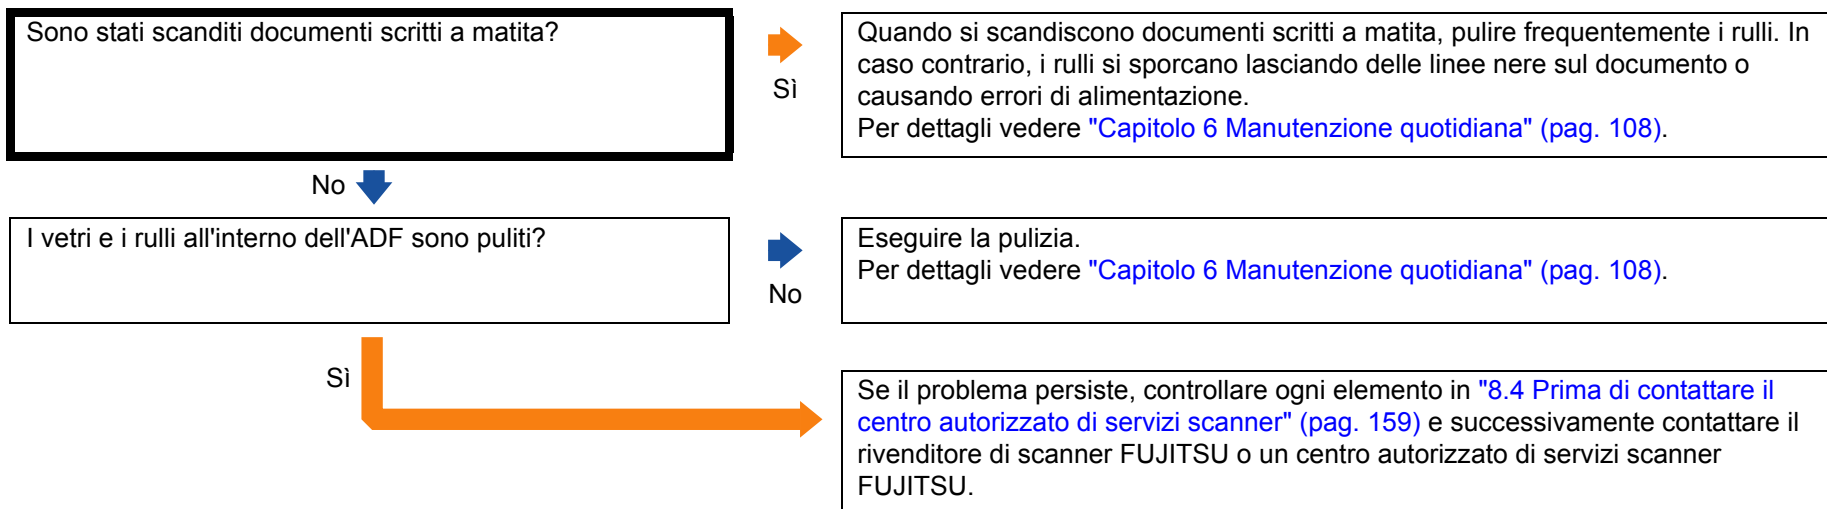 Sono stati scanditi documenti scritti a matita?
Sì
Quando si scandiscono documenti scritti a matita, pulire frequentemente i rulli. In
caso contrario, i rulli si sporcano lasciando delle linee nere sul documento o
causando errori di alimentazione.
Per dettagli vedere "Capitolo 6 Manutenzione quotidiana" (pag. 108).
No
I vetri e i rulli all'interno dell'ADF sono puliti?
No
Eseguire la pulizia.
Per dettagli vedere "Capitolo 6 Manutenzione quotidiana" (pag. 108).
Sì
Se il problema persiste, controllare ogni elemento in "8.4 Prima di contattare il
centro autorizzato di servizi scanner" (pag. 159) e successivamente contattare il
rivenditore di scanner FUJITSU o un centro autorizzato di servizi scanner
FUJITSU.